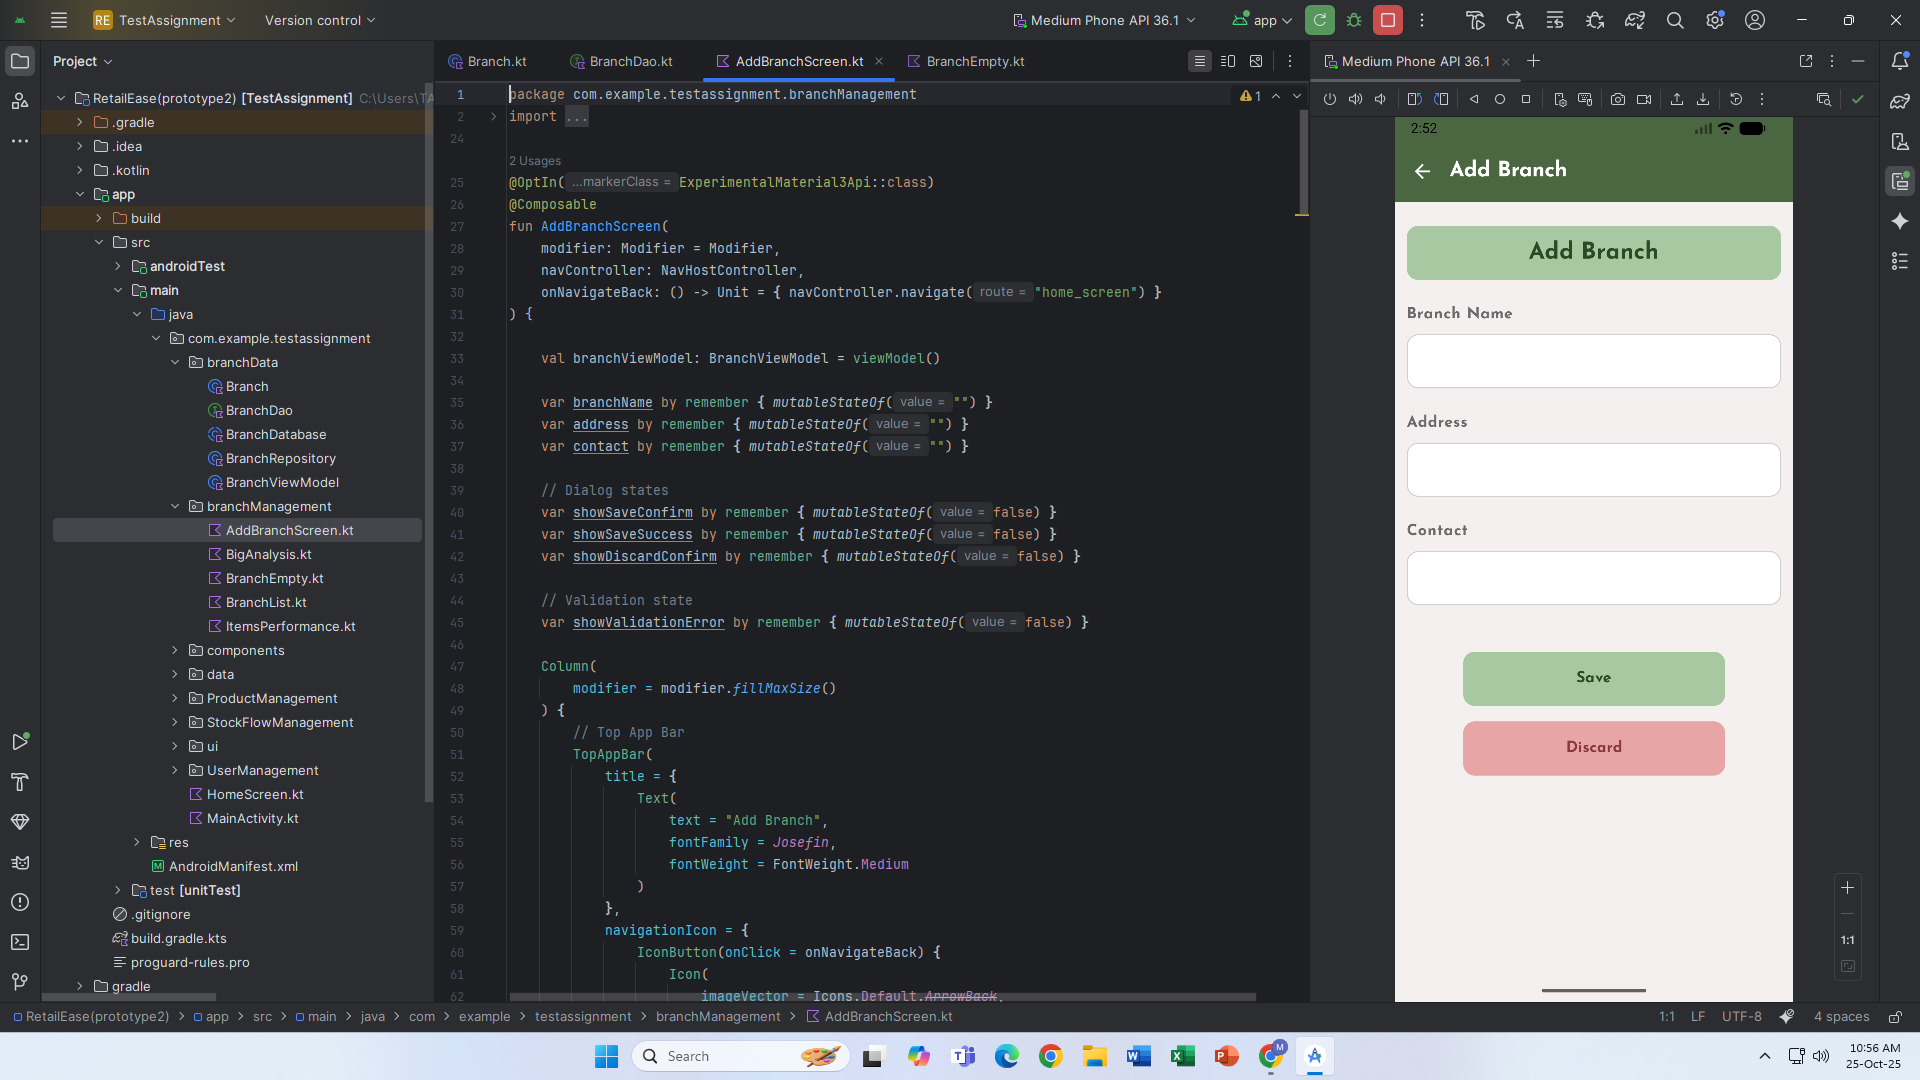 RE TestAssignment Version control Medium Phone API 36.1 app
Project
RetailEase(prototype2) [TestAssignment] C:\Users\TA
.gradle
.idea
.kotlin
app
build
src
androidTest
main
java
com.example.testassignment
branchData
Branch
BranchDao
BranchDatabase
BranchRepository
BranchViewModel
branchManagement
AddBranchScreen.kt
BigAnalysis.kt
BranchEmpty.kt
BranchList.kt
ItemsPerformance.kt
components
data
ProductManagement
StockFlowManagement
ui
UserManagement
HomeScreen.kt
MainActivity.kt
res
AndroidManifest.xml
test [unitTest]
.gitignore
build.gradle.kts
proguard-rules.pro
gradle
Branch.kt BranchDao.kt AddBranchScreen.kt BranchEmpty.kt
1
1 package com.example.testassignment.branchManagement
2 import ...
24
2 Usages
25 @OptIn( ...markerClass = ExperimentalMaterial3Api::class)
26 @Composable
27 fun AddBranchScreen(
28 modifier: Modifier = Modifier,
29 navController: NavHostController,
30 onNavigateBack: () -> Unit = { navController.navigate( route = "home_screen") }
31 ) {
32
33 val branchViewModel: BranchViewModel = viewModel()
34
35 var branchName by remember { mutableStateOf( value = "") }
36 var address by remember { mutableStateOf( value = "") }
37 var contact by remember { mutableStateOf( value = "") }
38
39 // Dialog states
40 var showSaveConfirm by remember { mutableStateOf( value = false) }
41 var showSaveSuccess by remember { mutableStateOf( value = false) }
42 var showDiscardConfirm by remember { mutableStateOf( value = false) }
43
44 // Validation state
45 var showValidationError by remember { mutableStateOf( value = false) }
46
47 Column(
48 modifier = modifier.fillMaxSize()
49 ) {
50 // Top App Bar
51 TopAppBar(
52 title = {
53 Text(
54 text = "Add Branch",
55 fontFamily = Josefin,
56 fontWeight = FontWeight.Medium
57 )
58 },
59 navigationIcon = {
60 IconButton(onClick = onNavigateBack) {
61 Icon(
62 imageVector = Icons.Default.ArrowBack,
Medium Phone API 36.1
2:52
Add Branch
Add Branch
Branch Name
Address
Contact
Save
Discard
1:1
RetailEase(prototype2) app src main java com example testassignment branchManagement AddBranchScreen.kt 1:1 LF UTF-8 4 spaces
Search
10:56 AM
25-Oct-25